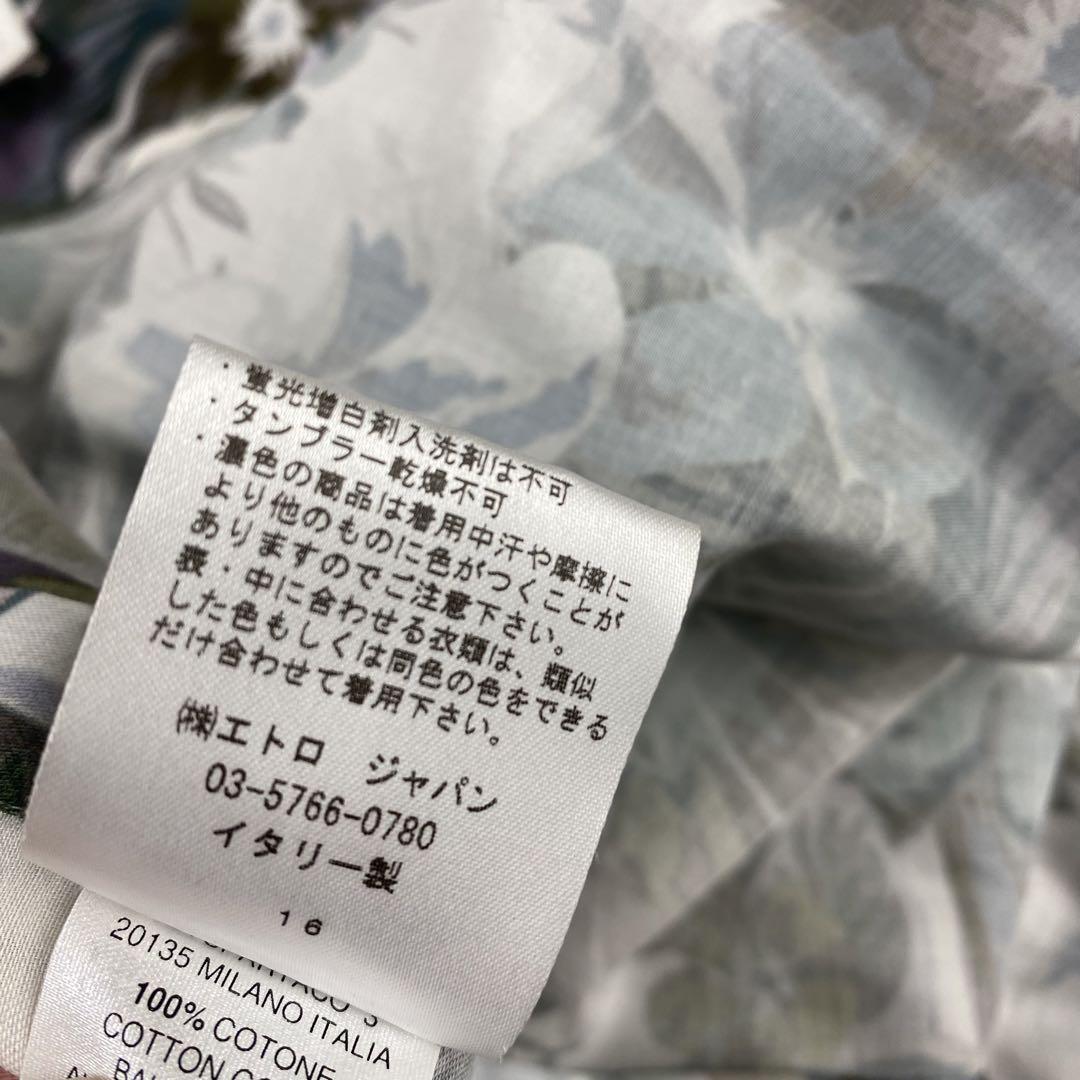 ・蛍光増白剤入洗剤は不可
・タンブラー乾燥不可
・濃色の商品は着用中汗や摩擦に
より他のものに色がつくことが
ありますのでご注意下さい。
表・中に合わせる衣類は、類似
した色もしくは同色の色をできる
だけ合わせて着用下さい。
㈱エトロ ジャパン
03-5766-0780
イタリー製
16
20135 MILANO ITALIA
100% COTONE
COTTON